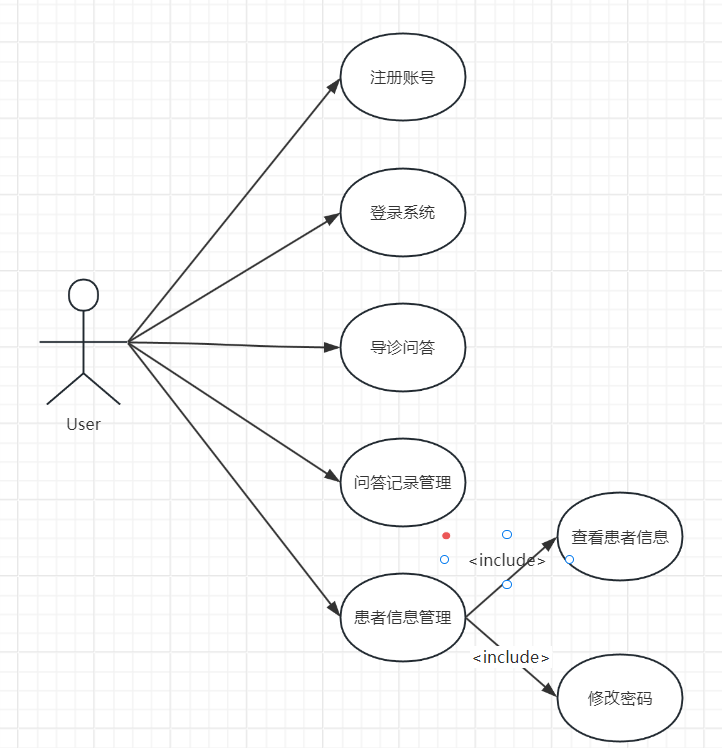 注册账号
登录系统
导诊问答
User
问答记录管理
查看患者信息
<include>
患者信息管理
<include>
修改密码